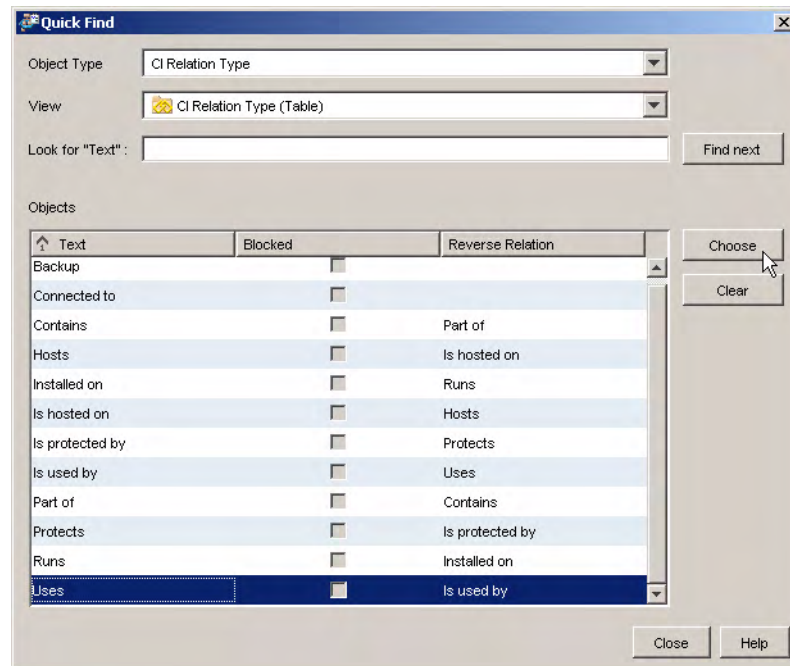 Quick Find
Object Type CI Relation Type
View CI Relation Type (Table)
Look for "Text" : Find next
Objects
1 Text Blocked Reverse Relation Choose
Backup
Clear
Connected to
Contains Part of
Hosts Is hosted on
Installed on Runs
Is hosted on Hosts
Is protected by Protects
Is used by Uses
Part of Contains
Protects Is protected by
Runs Installed on
Uses Is used by
Close Help